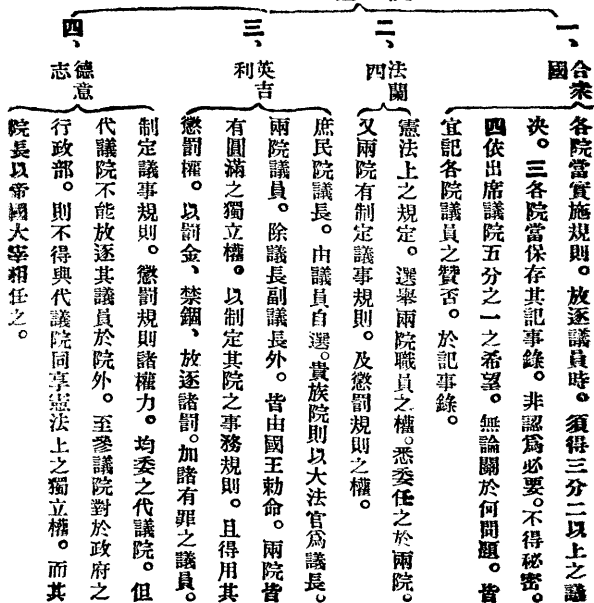 一、合衆國
各院當實施規則。放逐議員時。須得三分二以上之議
決。三各院當保存其記事錄。非認爲必要。不得秘密。
四依出席議院五分之一之希望。無論關於何問題。皆
宜記各院議員之贊否。於記事錄。
二、法蘭西
憲法上之規定。選舉兩院職員之權。悉委任之於兩院。
又兩院有制定議事規則。及懲罰規則之權。
三、英吉利
庶民院議長。由議員自選。貴族院則以大法官爲議長。
兩院議員。除議長副議長外。皆由國王勅命。兩院皆
有圓滿之獨立權。以制定其院之事務規則。且得用其
懲罰權。以罰金、禁錮、放逐諸罰。加諸有罪之議員。
四、德意志
制定議事規則。懲罰規則諸權力。均委之代議院。但
代議院不能放逐其議員於院外。至參議院對於政府之
行政部。則不得與代議院同享憲法上之獨立權。而其
院長以帝國大宰相任之。